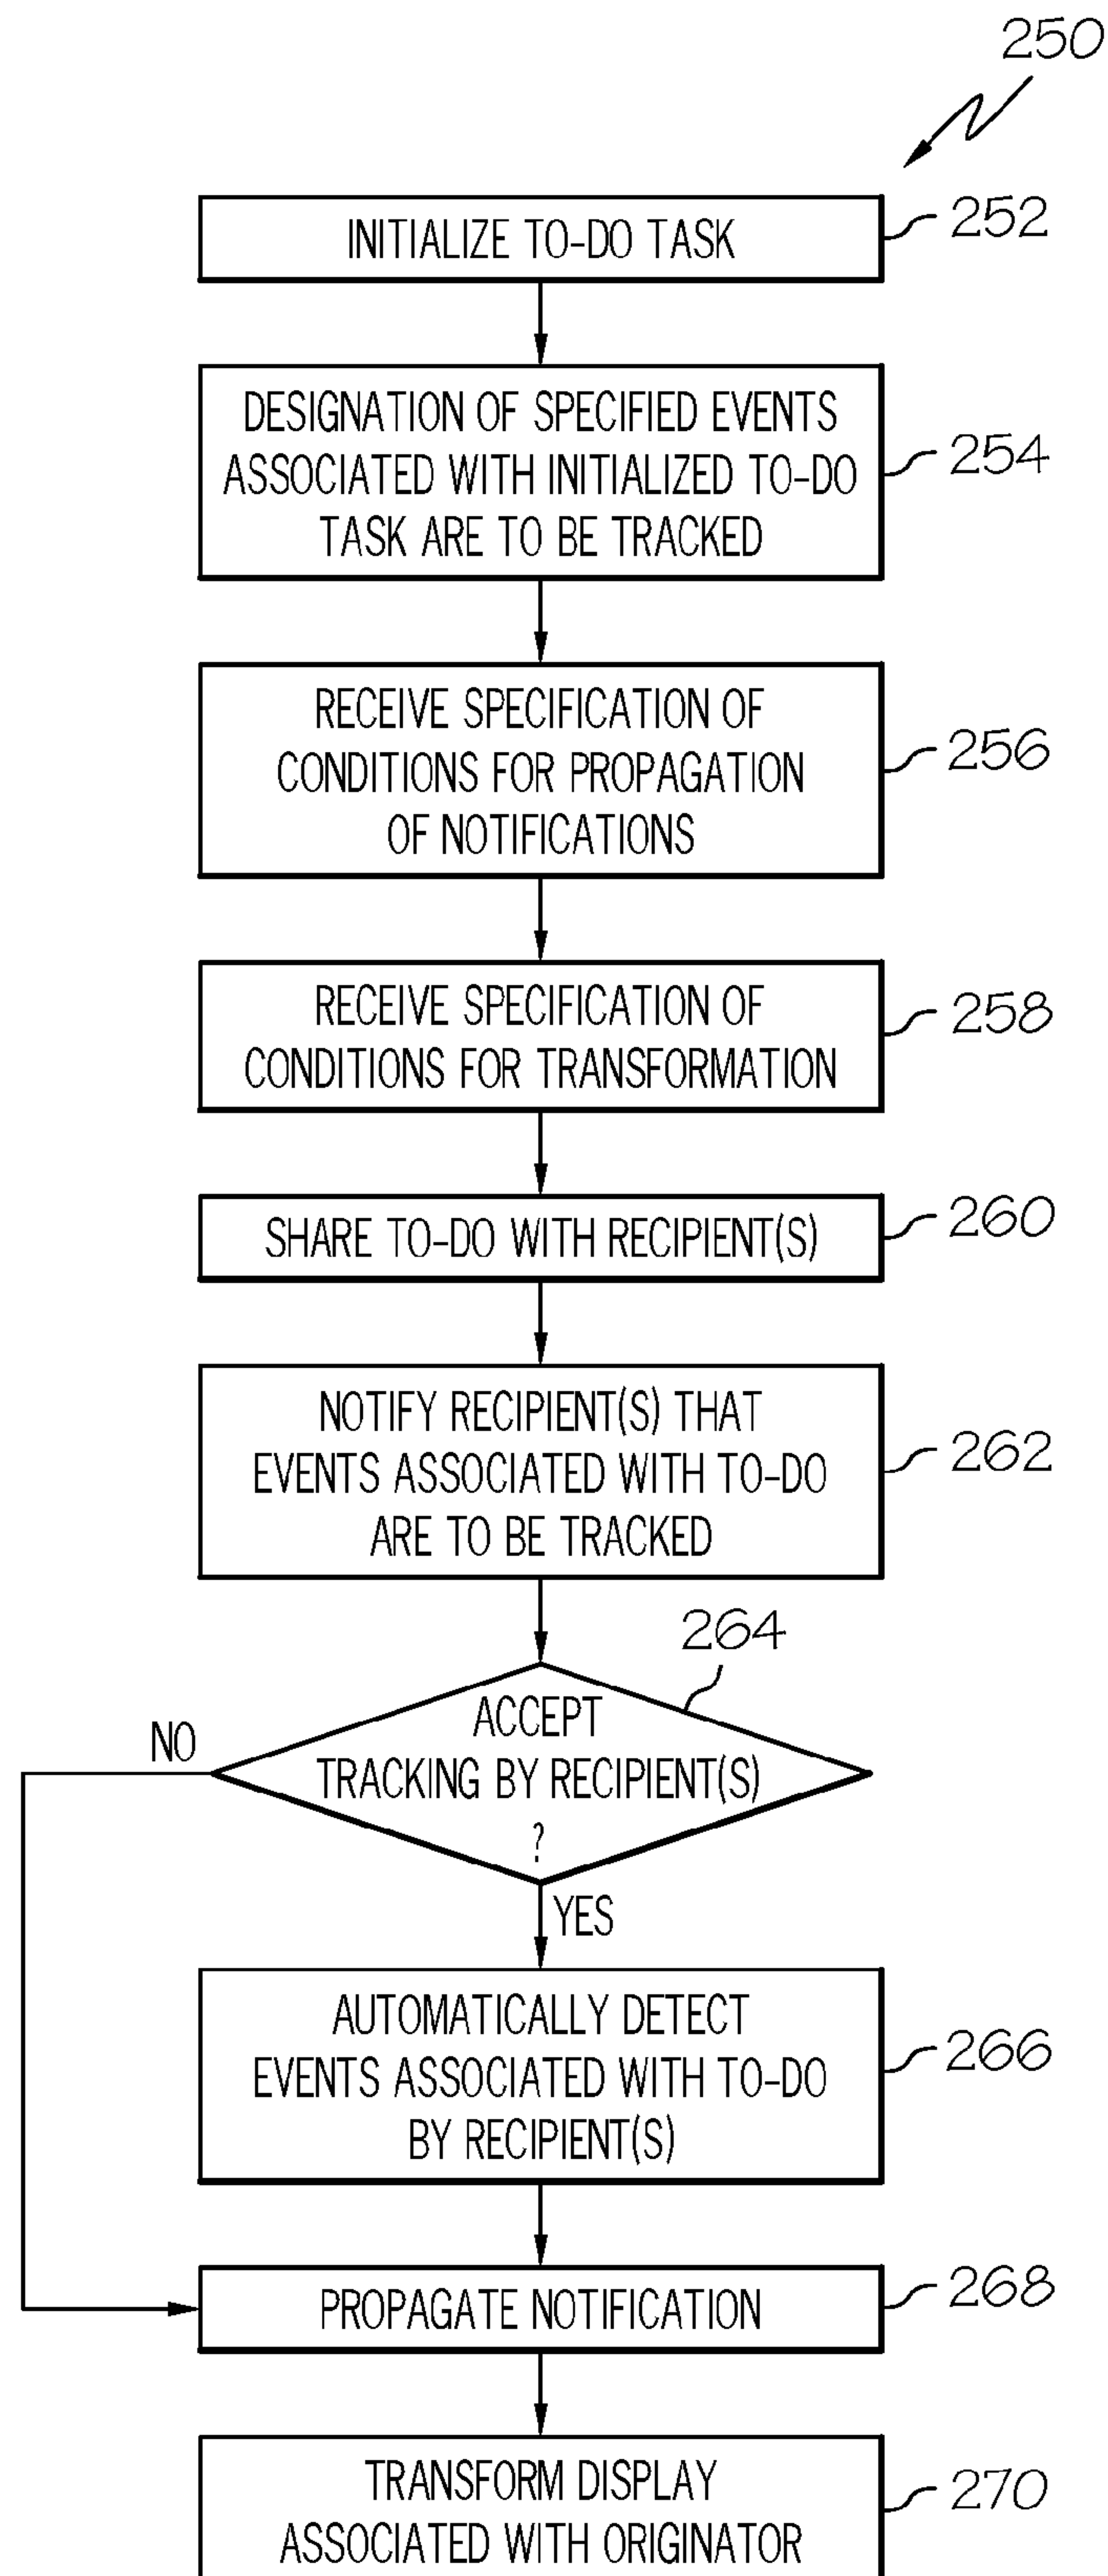 250
INITIALIZE TO-DO TASK
252
DESIGNATION OF SPECIFIED EVENTS
ASSOCIATED WITH INITIALIZED TO-DO
TASK ARE TO BE TRACKED
254
RECEIVE SPECIFICATION OF
CONDITIONS FOR PROPAGATION
OF NOTIFICATIONS
256
RECEIVE SPECIFICATION OF
CONDITIONS FOR TRANSFORMATION
258
SHARE TO-DO WITH RECIPIENT(S)
260
NOTIFY RECIPIENT(S) THAT
EVENTS ASSOCIATED WITH TO-DO
ARE TO BE TRACKED
262
264
ACCEPT
TRACKING BY RECIPIENT(S)
?
NO
YES
AUTOMATICALLY DETECT
EVENTS ASSOCIATED WITH TO-DO
BY RECIPIENT(S)
266
PROPAGATE NOTIFICATION
268
TRANSFORM DISPLAY
ASSOCIATED WITH ORIGINATOR
270